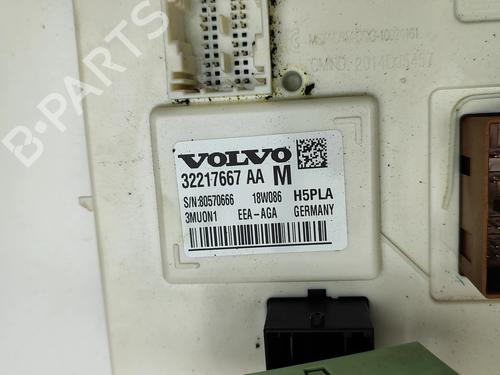 VOLVO
32217667 AA M
S/N:80570666 18W086 H5PLA
3MUON1 EEA-AGA GERMANY
B-PARTS